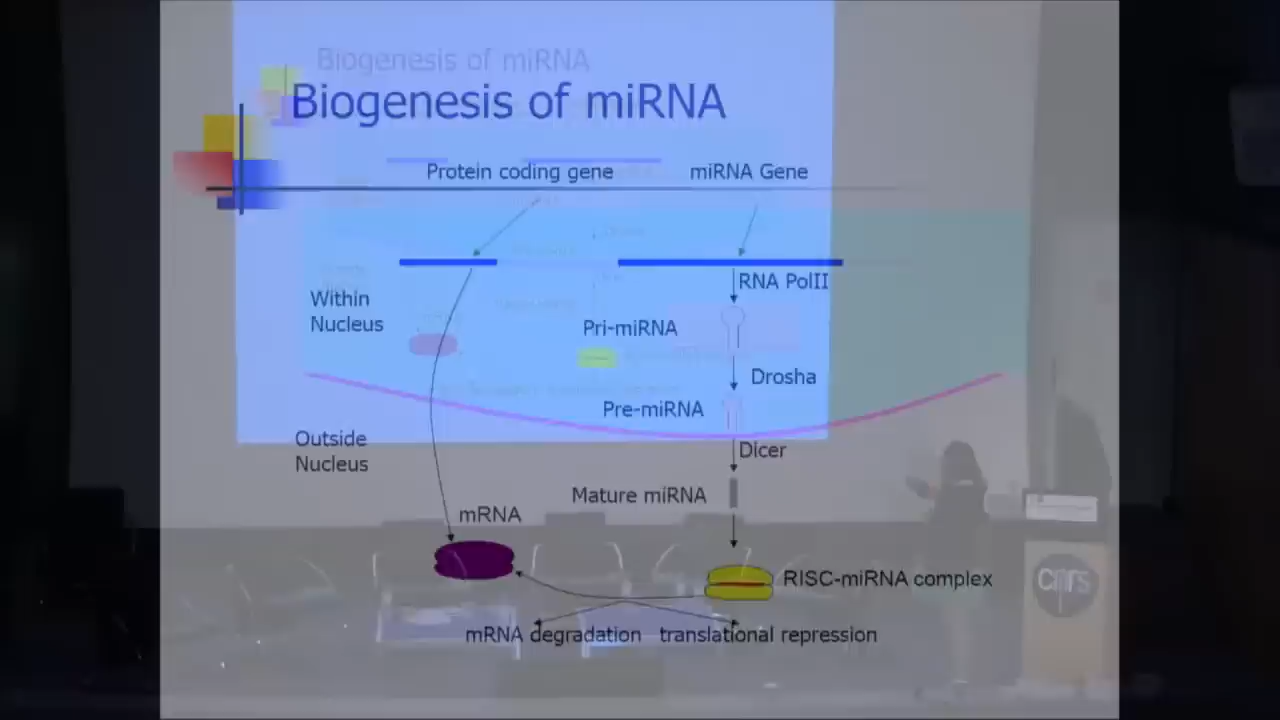 Biogenesis of miRNA
Biogenesis of miRNA
Protein coding gene
miRNA Gene
RNA PolII
Within
Nucleus
Pri-miRNA
Drosha
Pre-miRNA
Outside
Nucleus
Dicer
Mature miRNA
mRNA
RISC-miRNA complex
mRNA degradation
translational repression
cnrs